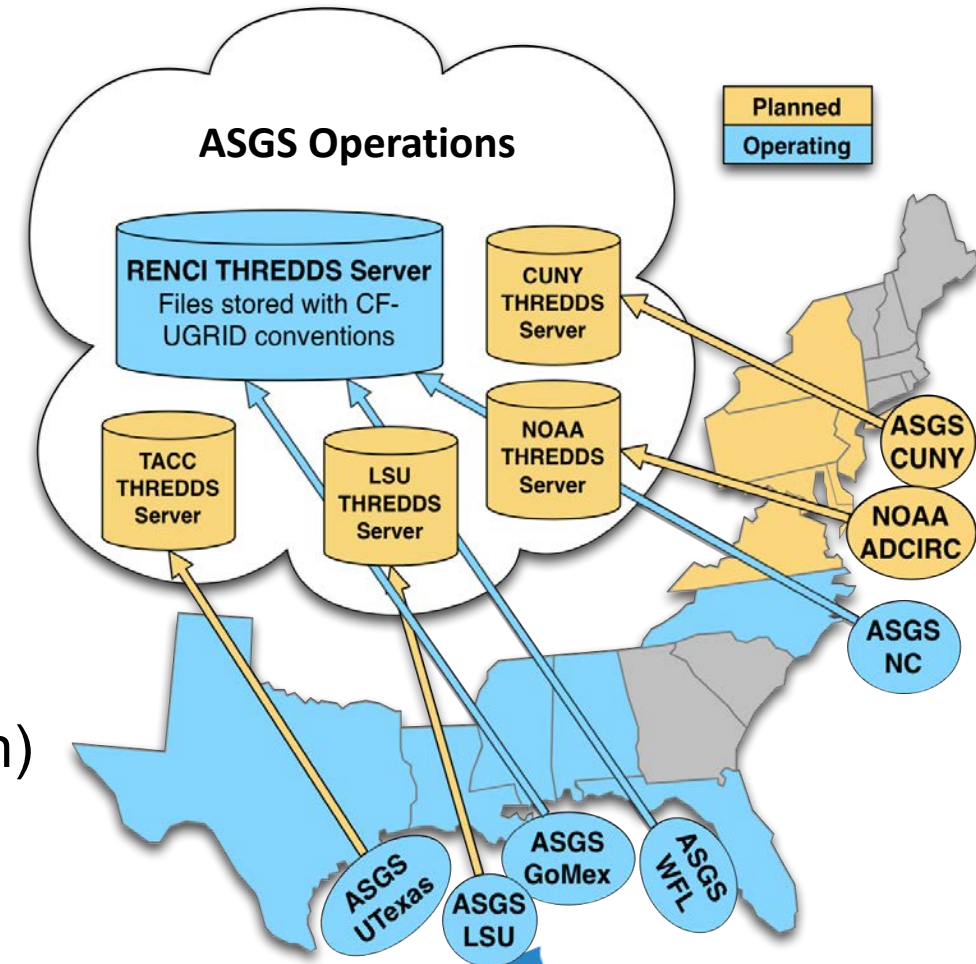 ASGS Operations
Planned
Operating
RENCI THREDDS Server
Files stored with CF-
UGRID conventions
CUNY
THREDDS
Server
TACC
THREDDS
Server
LSU
THREDDS
Server
NOAA
THREDDS
Server
ASGS
CUNY
NOAA
ADCIRC
ASGS
NC
n)
ASGS
UTexas
ASGS
LSU
ASGS
GoMex
ASGS
WFL